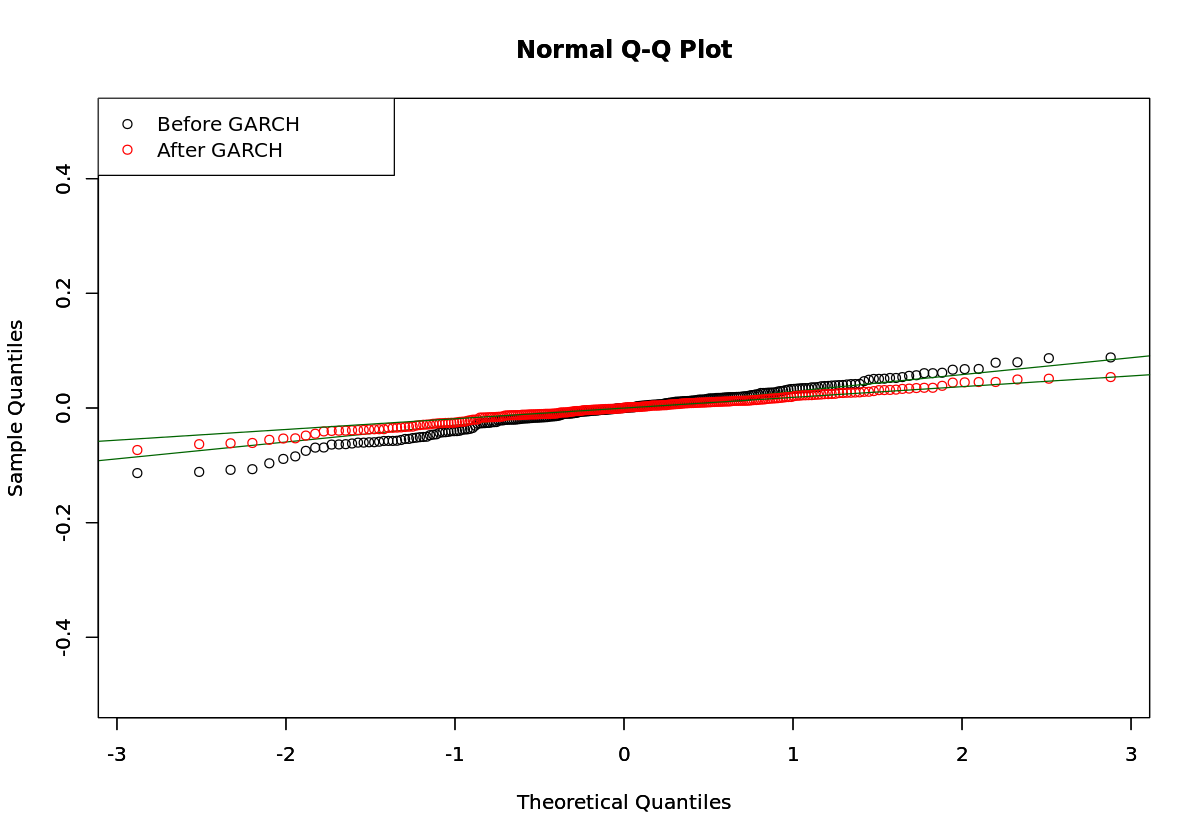 Normal Q-Q Plot
Before GARCH
After GARCH
Sample Quantiles
0.4
0.2
0.0
-0.2
-0.4
-3 -2 -1 0 1 2 3
Theoretical Quantiles